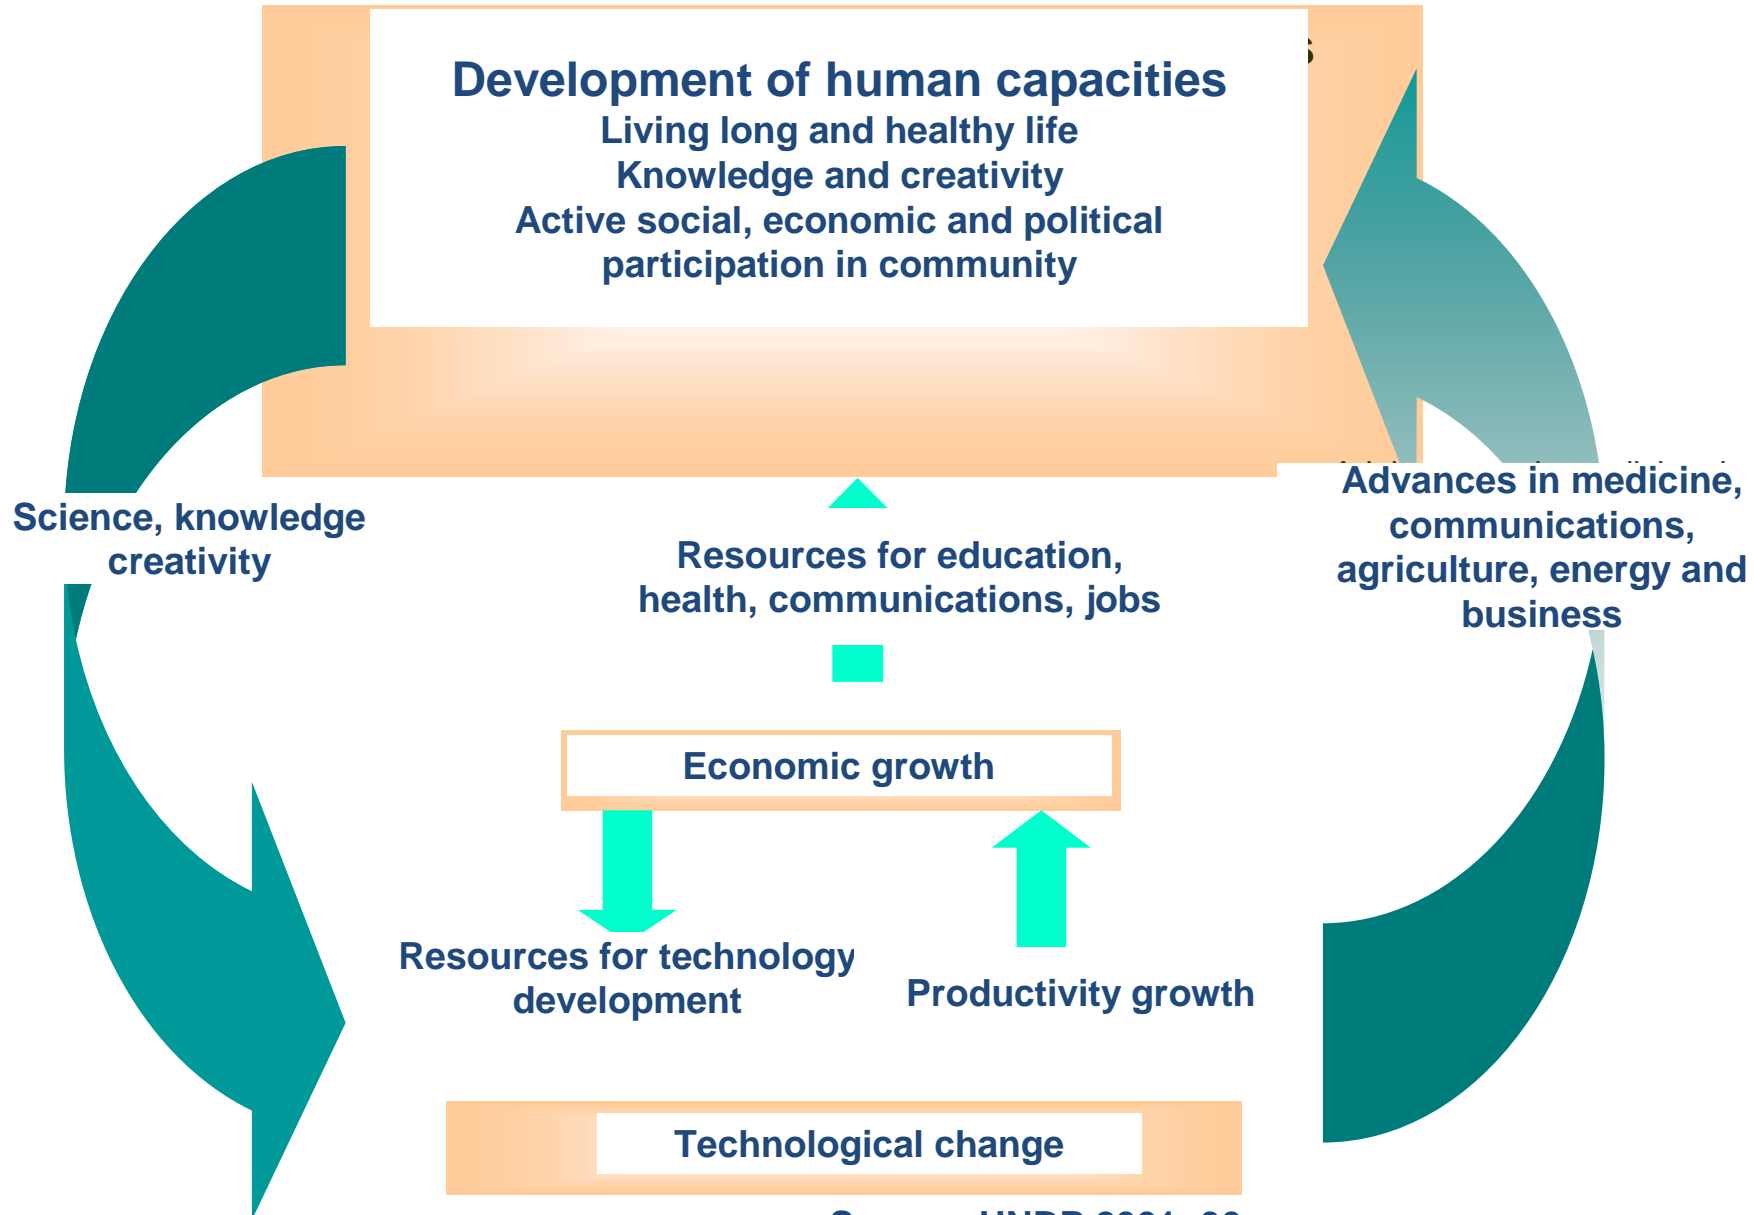 Development of human capacities
Living long and healthy life
Knowledge and creativity
Active social, economic and political
participation in community
Science, knowledge
creativity
Resources for education,
health, communications, jobs
Advances in medicine,
communications,
agriculture, energy and
business
Economic growth
Resources for technology
development
Productivity growth
Technological change